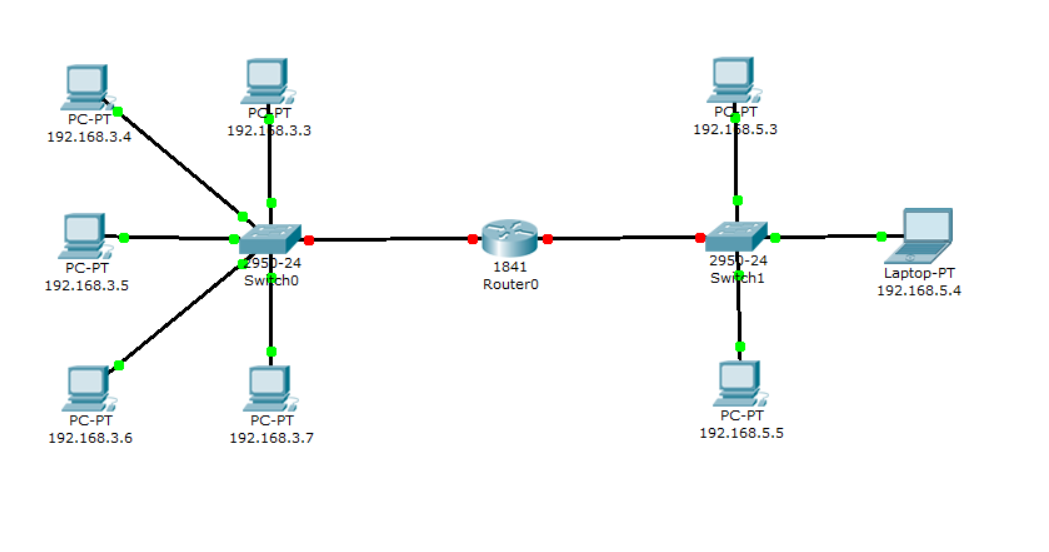 PC-PT
192.168.3.4
PC-PT
192.168.3.3
PC-PT
192.168.5.3
PC-PT
192.168.3.5
2950-24
Switch0
1841
Router0
2950-24
Switch1
Laptop-PT
192.168.5.4
PC-PT
192.168.3.6
PC-PT
192.168.3.7
PC-PT
192.168.5.5